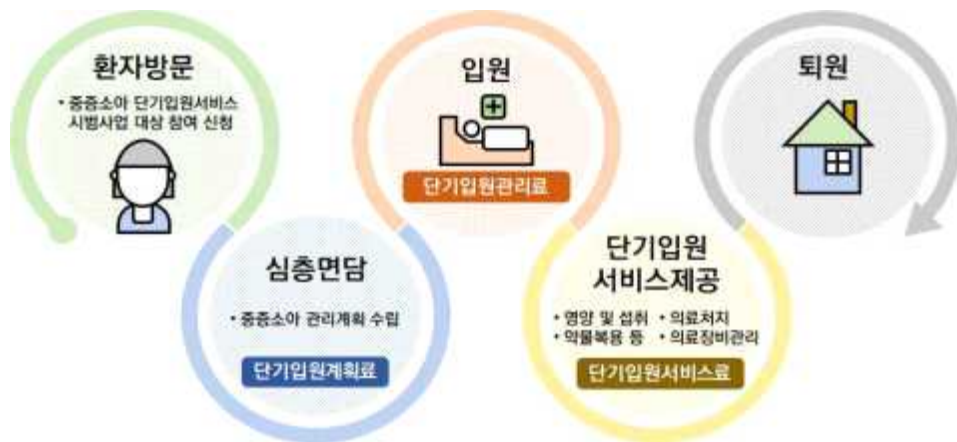 환자방문
• 중증소아 단기입원서비스
시범사업 대상 참여 신청
심층면담
• 중증소아 관리계획 수립
단기입원계획료
입원
단기입원관리료
단기입원
서비스제공
• 영양 및 섭취 • 의료처치
• 약물복용 등 • 의료장비관리
단기입원서비스료
퇴원